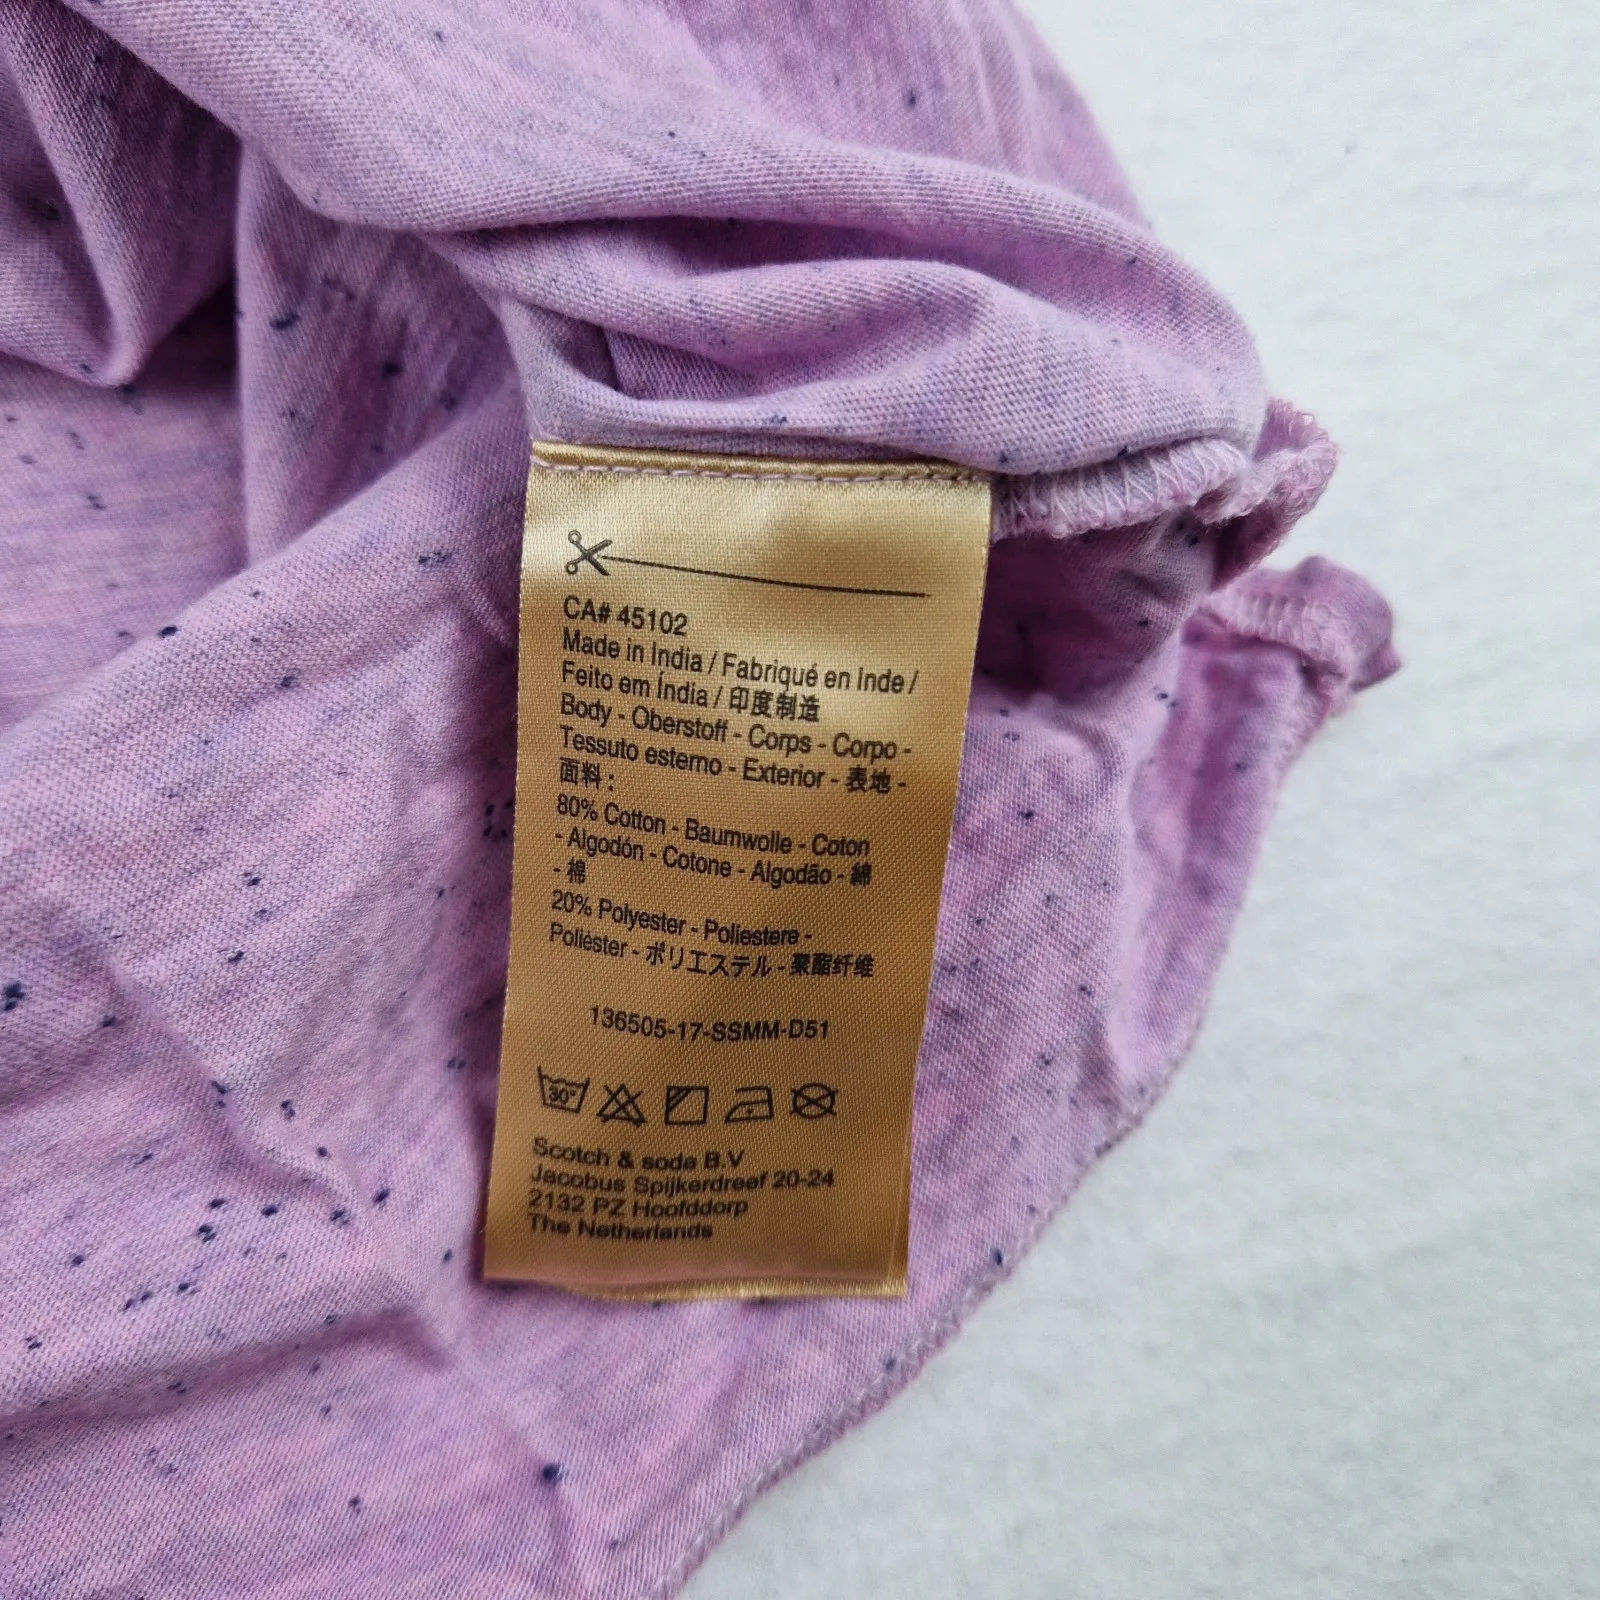 CA# 45102
Made in India / Fabriqué en Inde /
Feito em Índia / 印度制造
Body - Oberstoff - Corps - Corpo -
Tessuto esterno - Exterior - 表地 -
面料 :
80% Cotton - Baumwolle - Coton
- Algodón - Cotone - Algodão - 綿
- 棉
20% Polyester - Poliestere -
Poliéster - ポリエステル - 聚酯纤维
136505-17-SSMM-D51
30°
Scotch & soda B.V
Jacobus Spijkerdreef 20-24
2132 PZ Hoofddorp
The Netherlands